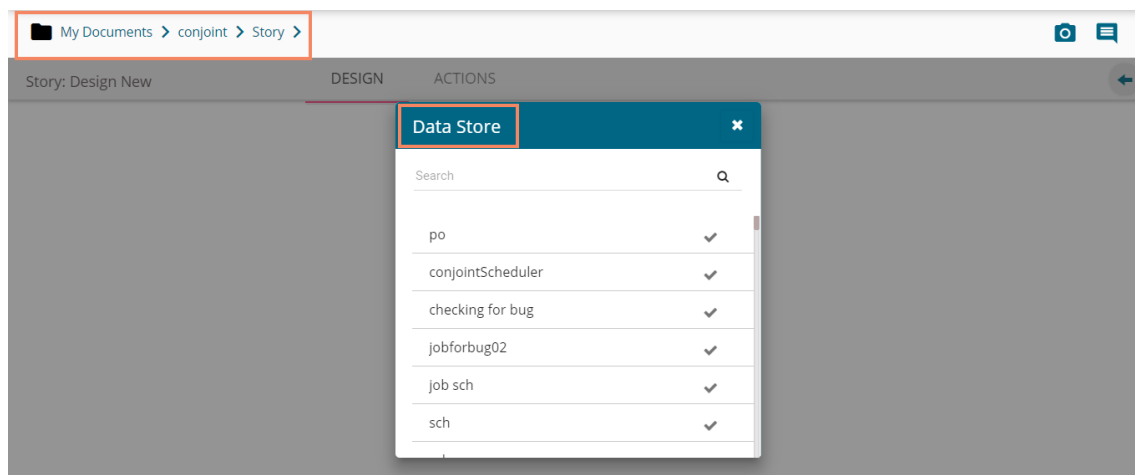 My Documents > conjoint > Story >
Story: Design New DESIGN ACTIONS
Data Store
Search
po
conjointScheduler
checking for bug
jobforbug02
job sch
sch